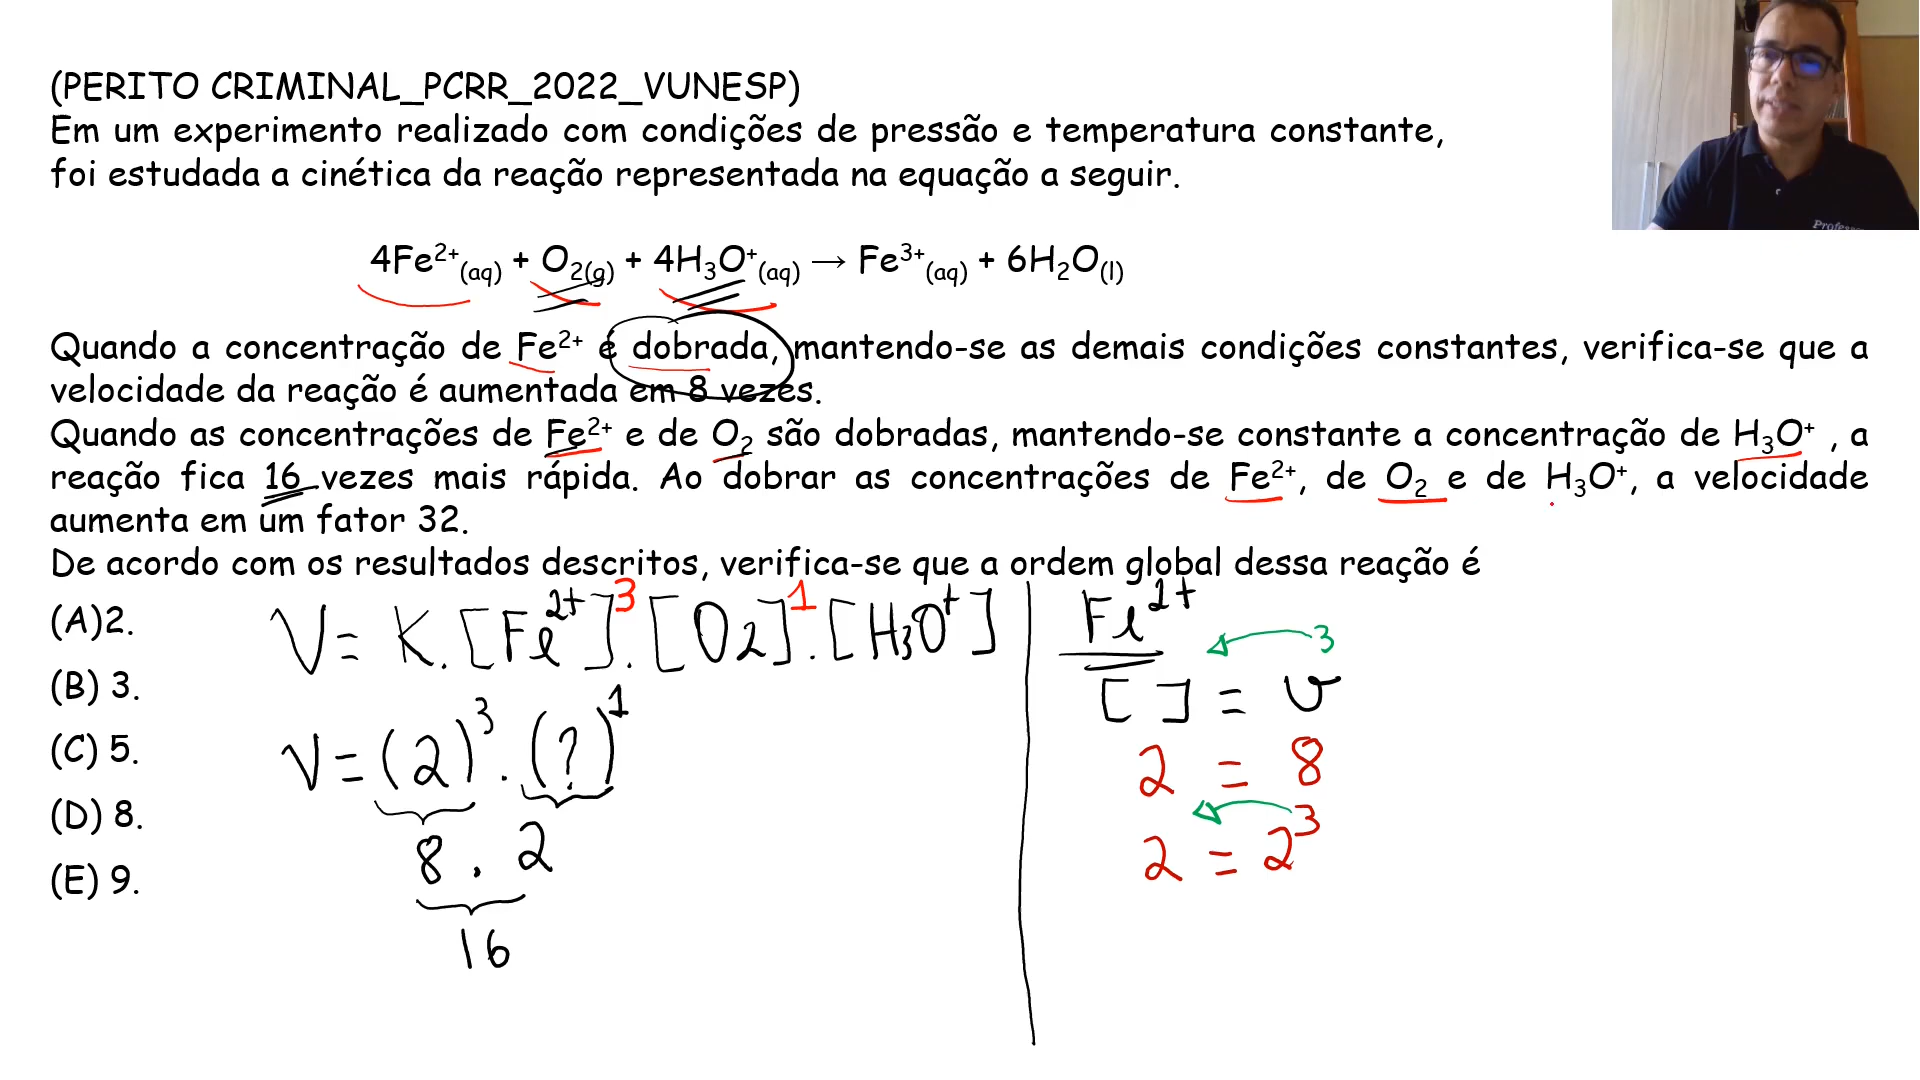 (PERITO CRIMINAL_PCRR_2022_VUNESP)
Em um experimento realizado com condições de pressão e temperatura constante,
foi estudada a cinética da reação representada na equação a seguir.
4Fe²⁺(aq) + O₂(g) + 4H₃O⁺(aq) → Fe³⁺(aq) + 6H₂O(l)
Quando a concentração de Fe²⁺ é dobrada, mantendo-se as demais condições constantes, verifica-se que a
velocidade da reação é aumentada em 8 vezes.
Quando as concentrações de Fe²⁺ e de O₂ são dobradas, mantendo-se constante a concentração de H₃O⁺ , a
reação fica 16 vezes mais rápida. Ao dobrar as concentrações de Fe²⁺, de O₂ e de H₃O⁺, a velocidade
aumenta em um fator 32.
De acordo com os resultados descritos, verifica-se que a ordem global dessa reação é
(A)2.
(B) 3.
(C) 5.
(D) 8.
(E) 9.
V = K. [Fe²⁺]³ . [O2]¹ . [H₃O⁺]
V = (2)³ . (?)¹
8 . 2
16
Fe²⁺
3
[ ] = v
2 = 8
2 = 2³
Profess